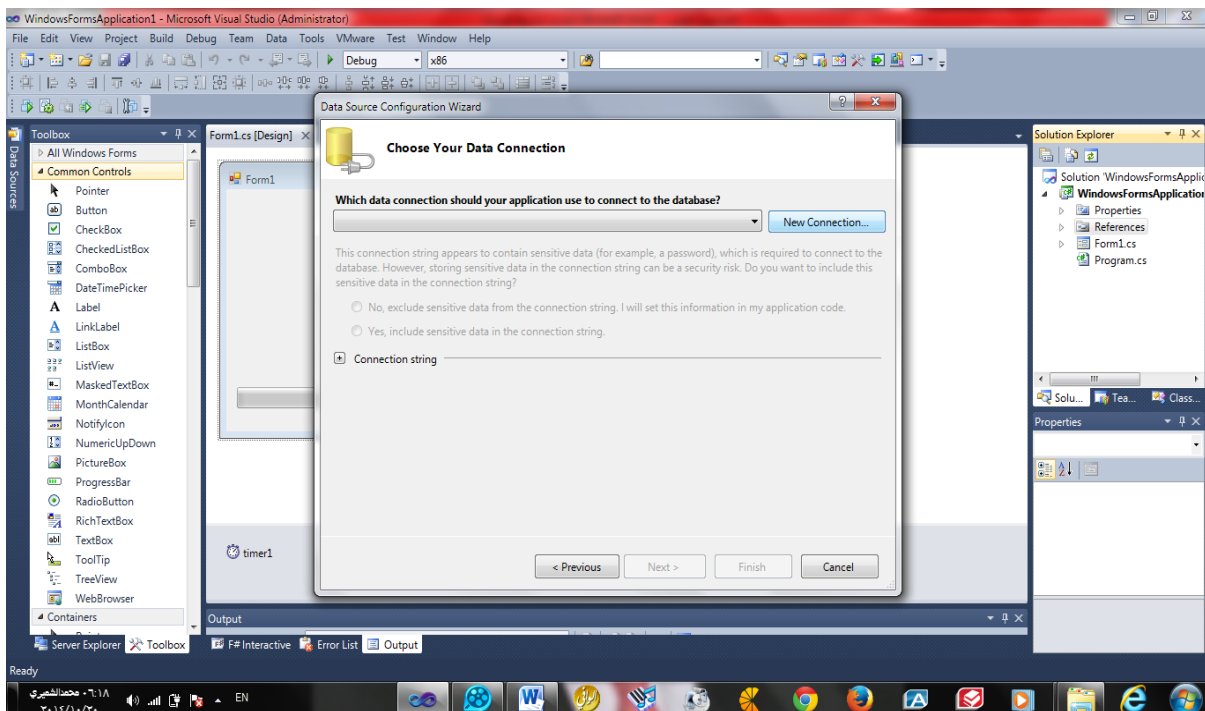 WindowsFormsApplication1 - Microsoft Visual Studio (Administrator)
File Edit View Project Build Debug Team Data Tools VMware Test Window Help
Debug x86
Data Source Configuration Wizard
Toolbox
Form1.cs [Design]
Solution Explorer
Data Sources
All Windows Forms
Common Controls
Pointer
Button
CheckBox
CheckedListBox
ComboBox
DateTimePicker
Label
LinkLabel
ListBox
ListView
MaskedTextBox
MonthCalendar
NotifyIcon
NumericUpDown
PictureBox
ProgressBar
RadioButton
RichTextBox
TextBox
ToolTip
TreeView
WebBrowser
Containers
Form1
timer1
Choose Your Data Connection
Which data connection should your application use to connect to the database?
New Connection...
This connection string appears to contain sensitive data (for example, a password), which is required to connect to the
database. However, storing sensitive data in the connection string can be a security risk. Do you want to include this
sensitive data in the connection string?
No, exclude sensitive data from the connection string. I will set this information in my application code.
Yes, include sensitive data in the connection string.
Connection string
< Previous Next > Finish Cancel
Solution 'WindowsFormsApplic
WindowsFormsApplication
Properties
References
Form1.cs
Program.cs
Solu... Tea... Class...
Properties
Output
Server Explorer Toolbox F# Interactive Error List Output
Ready
٠٦:١٨ محمدالشميري
EN